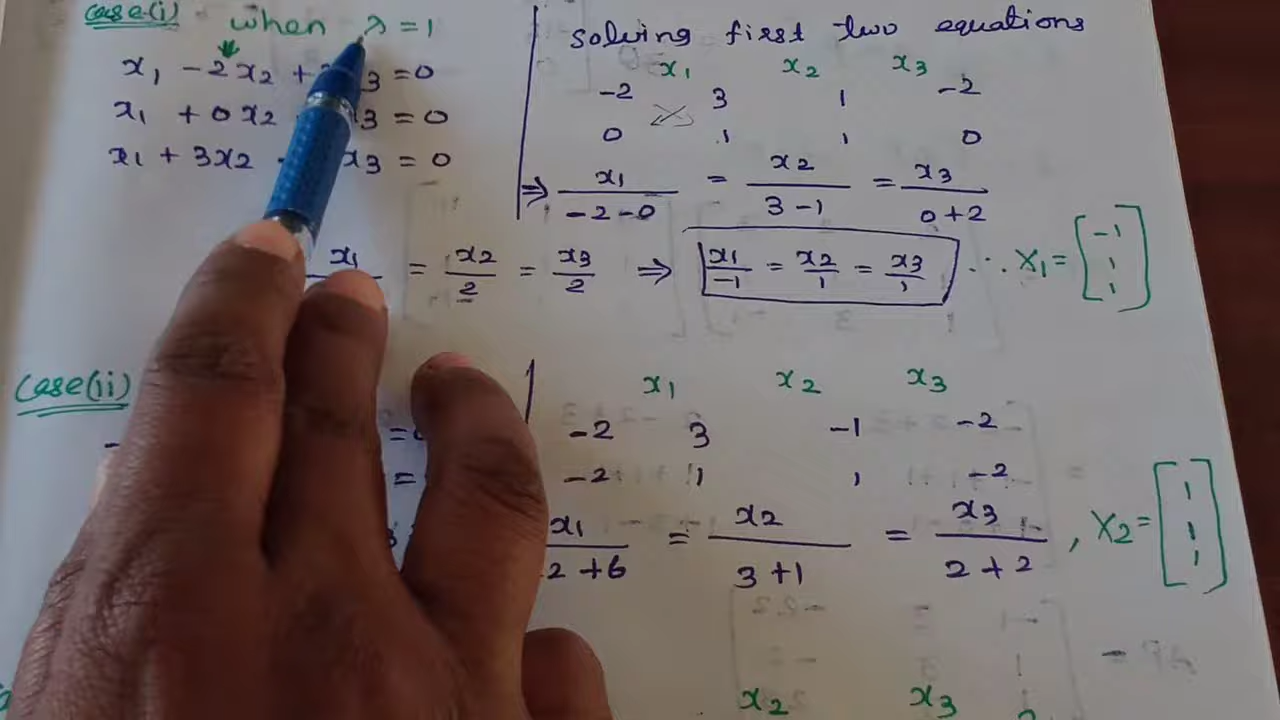 case(i) when λ = 1
x₁ - 2x₂ + 3 = 0
x₁ + 0x₂ 3 = 0
x₁ + 3x₂ - x₃ = 0
solving first two equations
x₁ x₂ x₃
-2 3 1 -2
0 1 1 0
⇒ x₁/(-2-0) = x₂/(3-1) = x₃/(0+2)
x₁ = x₂/2 = x₃/2 ⇒ x₁/-1 = x₂/1 = x₃/1 ∴ X₁ = [-1 1 1]
case(ii)
x₁ x₂ x₃
-2 3 -1 -2
-2 1 1 -2
x₁/2+6 = x₂/(3+1) = x₃/(2+2) , X₂ = [1 1 1]
x₂ x₃